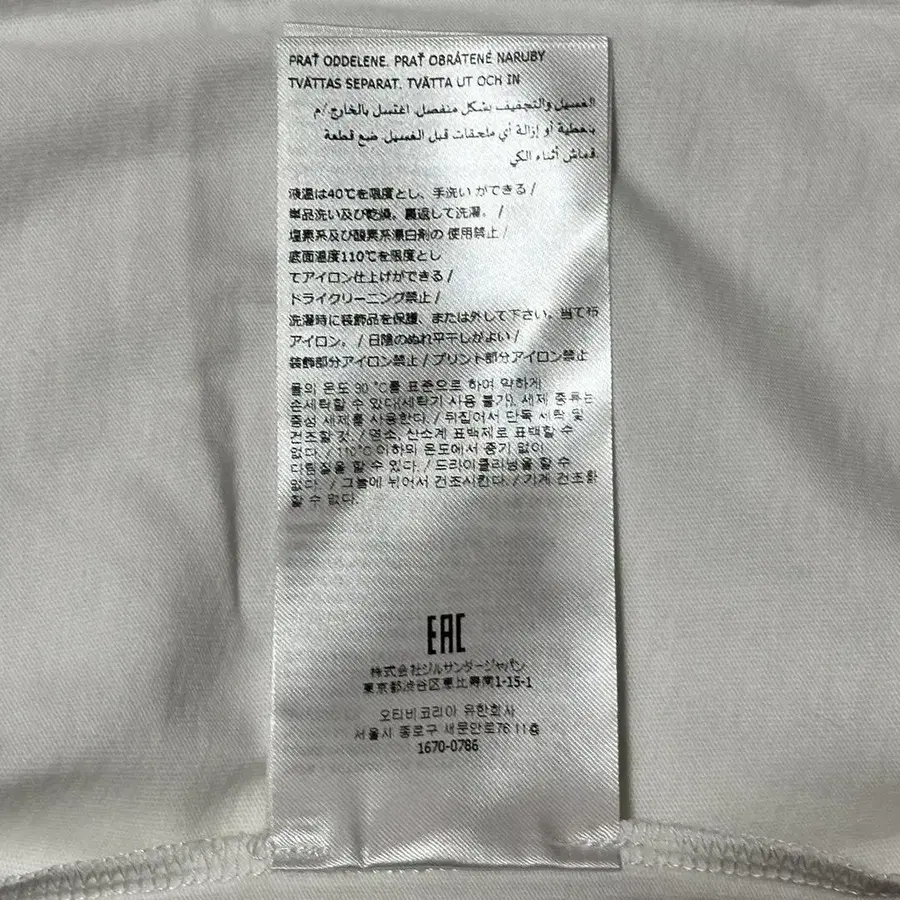 PRAŤ ODDELENE. PRAŤ OBRÁTENÉ NARUBY
TVÄTTAS SEPARAT. TVÄTTA UT OCH IN
الغسيل والتجفيف بشكل منفصل. اغتسل بالخارج /م
تغطية أو إزالة أي ملحقات قبل الغسيل. ضع قطعة
قماش أثناء الكي.
液温は40℃を限度とし、手洗い ができる /
単品洗い及び乾燥。裏返して洗濯。 /
塩素系及び酸素系漂白剤の 使用禁止 /
底面温度110℃を限度とし
てアイロン仕上げができる /
ドライクリーニング禁止 /
洗濯時に装飾品を保護、または外して下さい。当て布
アイロン。 / 日陰のぬれ平干しがよい /
装飾部分アイロン禁止 / プリント部分アイロン禁止
물의 온도 90 °C를 표준으로 하여 약하게
손세탁할 수 있다(세탁기 사용 불가). 세제 종류는
중성 세제를 사용한다. / 뒤집어서 단독 세탁 및
건조할 것. / 염소, 산소계 표백제로 표백할 수
없다. / 110°C 이하의 온도에서 증기 없이
다림질을 할 수 있다. / 드라이클리닝을 할 수
없다. / 그늘에 뉘어서 건조시킨다. / 기계 건조할
할 수 없다.
EAC
株式会社ジルサンダージャパン
東京都渋谷区恵比寿南1-15-1
오티비코리아 유한회사
서울시 종로구 새문안로76 11층
1670-0786